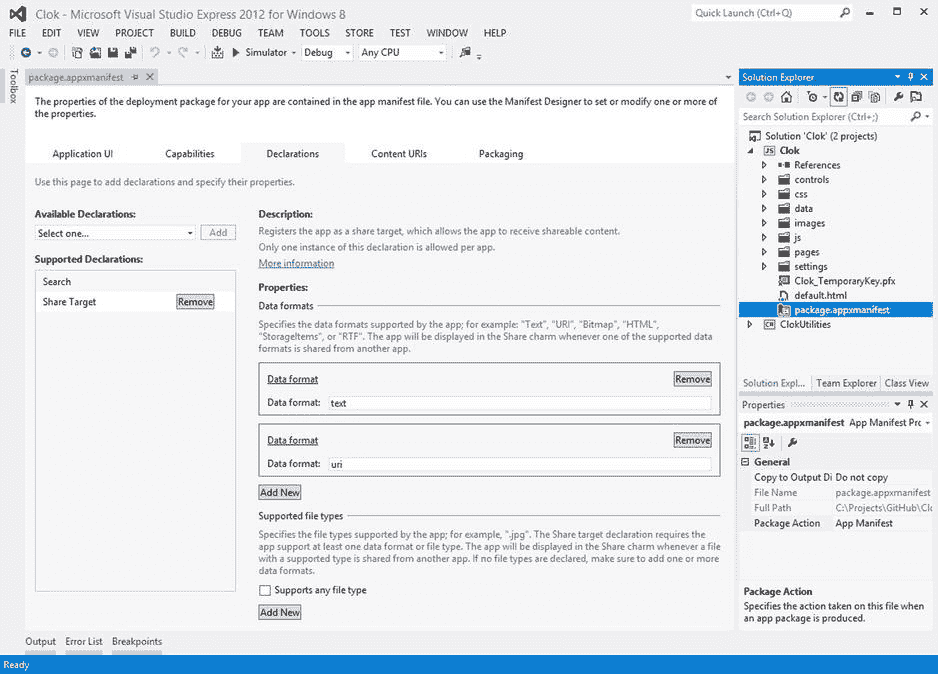 Clok - Microsoft Visual Studio Express 2012 for Windows 8
Quick Launch (Ctrl+Q)
FILE EDIT VIEW PROJECT BUILD DEBUG TEAM TOOLS STORE TEST WINDOW HELP
Simulator Debug Any CPU
Toolbox
package.appxmanifest
The properties of the deployment package for your app are contained in the app manifest file. You can use the Manifest Designer to set or modify one or more of
the properties.
Application UI Capabilities Declarations Content URIs Packaging
Use this page to add declarations and specify their properties.
Available Declarations:
Select one... Add
Supported Declarations:
Search
Share Target Remove
Description:
Registers the app as a share target, which allows the app to receive shareable content.
Only one instance of this declaration is allowed per app.
More information
Properties:
Data formats
Specifies the data formats supported by the app; for example: "Text", "URI", "Bitmap", "HTML",
"StorageItems", or "RTF". The app will be displayed in the Share charm whenever one of the supported data
formats is shared from another app.
Data format Remove
Data format: text
Data format Remove
Data format: uri
Add New
Supported file types
Specifies the file types supported by the app; for example, ".jpg". The Share target declaration requires the
app support at least one data format or file type. The app will be displayed in the Share charm whenever a file
with a supported type is shared from another app. If no file types are declared, make sure to add one or more
data formats.
Supports any file type
Add New
Solution Explorer
Search Solution Explorer (Ctrl+;)
Solution 'Clok' (2 projects)
JS Clok
References
controls
css
data
images
js
pages
settings
Clok_TemporaryKey.pfx
default.html
package.appxmanifest
C# ClokUtilities
Solution Expl... Team Explorer Class View
Properties
package.appxmanifest App Manifest Prc
General
Copy to Output Di Do not copy
File Name package.appxmanifest
Full Path C:\Projects\GitHub\Clo
Package Action App Manifest
Package Action
Specifies the action taken on this file when
an app package is produced.
Output Error List Breakpoints
Ready